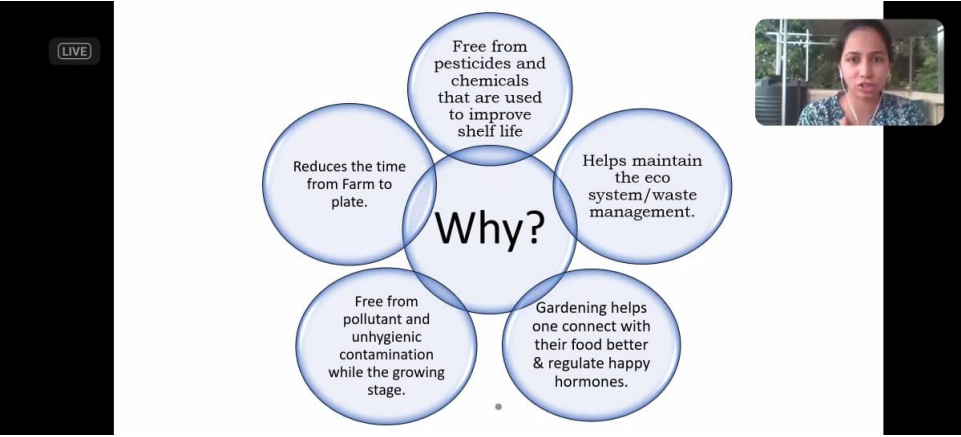 LIVE
Free from
pesticides and
chemicals
that are used
to improve
shelf life
Reduces the time
from Farm to
plate.
Helps maintain
the eco
system/waste
management.
Why?
Free from
pollutant and
unhygienic
contamination
while the growing
stage.
Gardening helps
one connect with
their food better
& regulate happy
hormones.